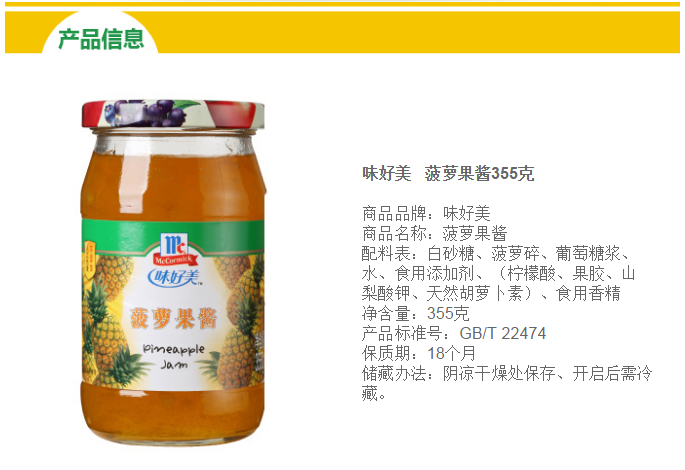 产品信息
味好美 菠萝果酱355克
商品品牌：味好美
商品名称：菠萝果酱
配料表：白砂糖、菠萝碎、葡萄糖浆、
水、食用添加剂、（柠檬酸、果胶、山
梨酸钾、天然胡萝卜素）、食用香精
净含量：355克
产品标准号：GB/T 22474
保质期：18个月
储藏办法：阴凉干燥处保存、开启后需冷
藏。
mc
McCormick
味好美™
菠萝果酱
pineapple
Jam